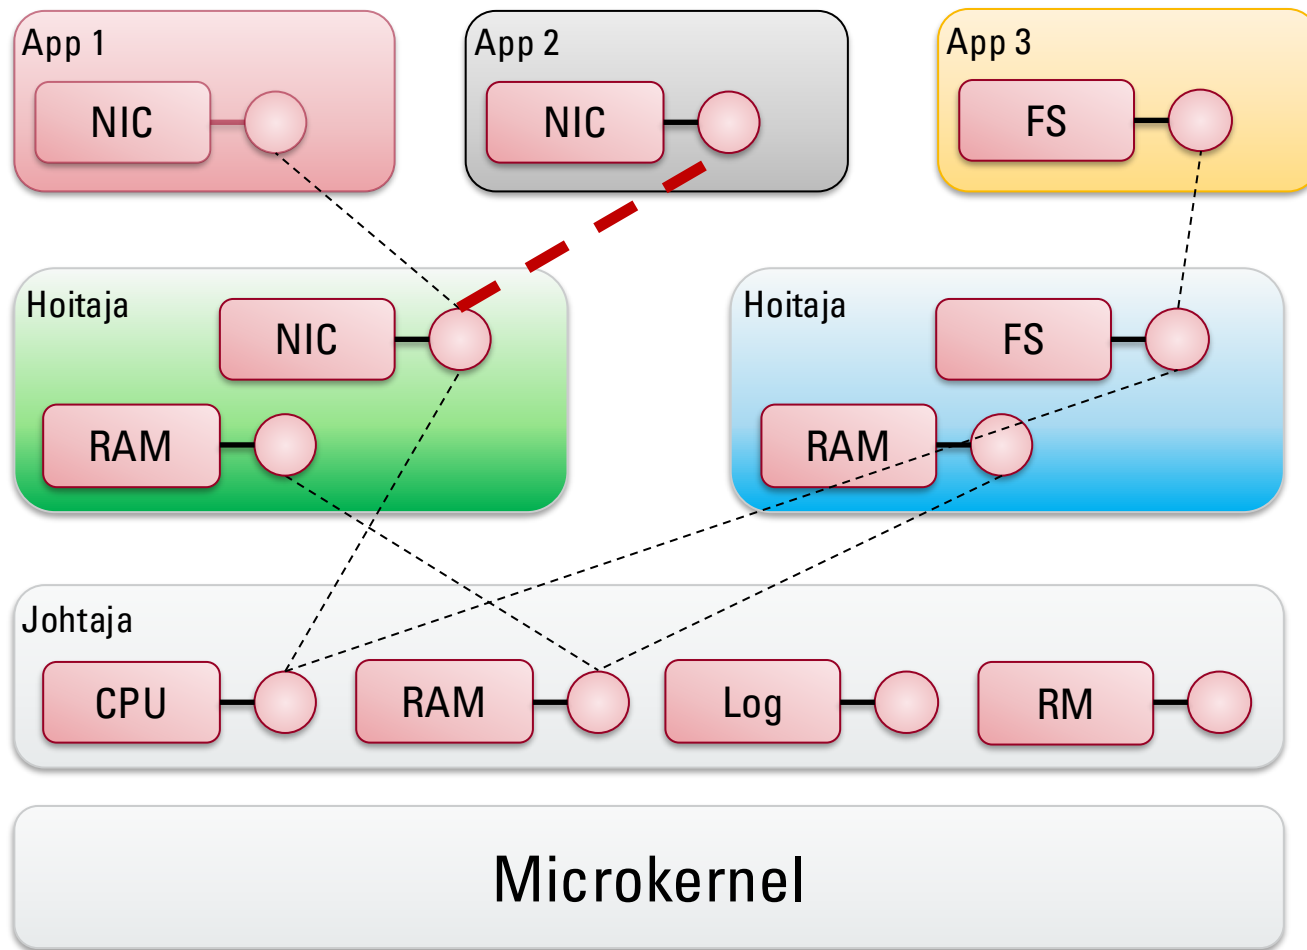 App 1
NIC
App 2
NIC
App 3
FS
Hoitaja
NIC
RAM
Hoitaja
FS
RAM
Johtaja
CPU
RAM
Log
RM
Microkernel